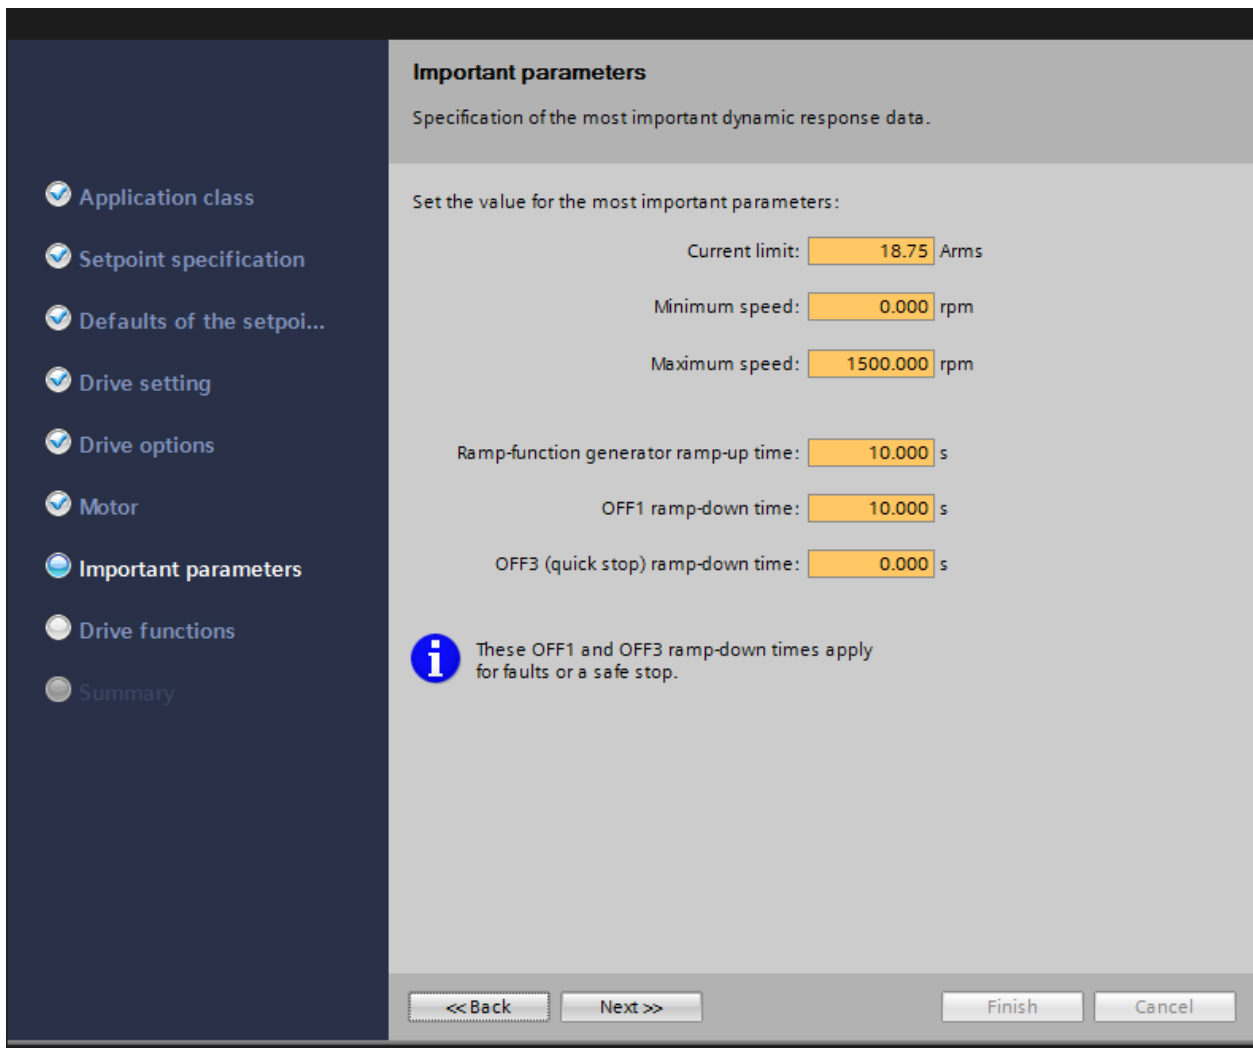 Important parameters
Specification of the most important dynamic response data.
Application class
Setpoint specification
Defaults of the setpoi...
Drive setting
Drive options
Motor
Important parameters
Drive functions
Summary
Set the value for the most important parameters:
Current limit: 18.75 Arms
Minimum speed: 0.000 rpm
Maximum speed: 1500.000 rpm
Ramp-function generator ramp-up time: 10.000 s
OFF1 ramp-down time: 10.000 s
OFF3 (quick stop) ramp-down time: 0.000 s
These OFF1 and OFF3 ramp-down times apply
for faults or a safe stop.
<< Back Next >> Finish Cancel